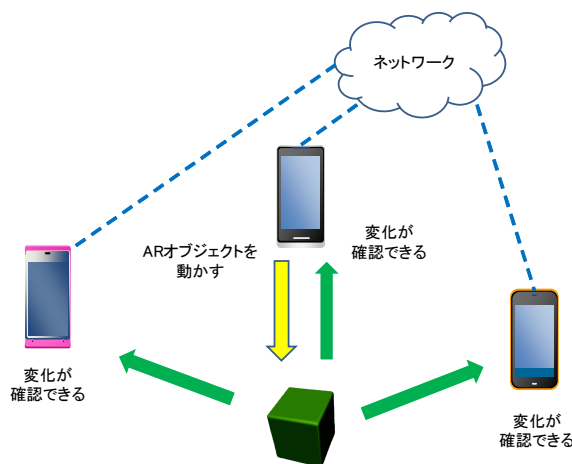 ネットワーク
ARオブジェクトを
動かす
変化が
確認できる
変化が
確認できる
変化が
確認できる